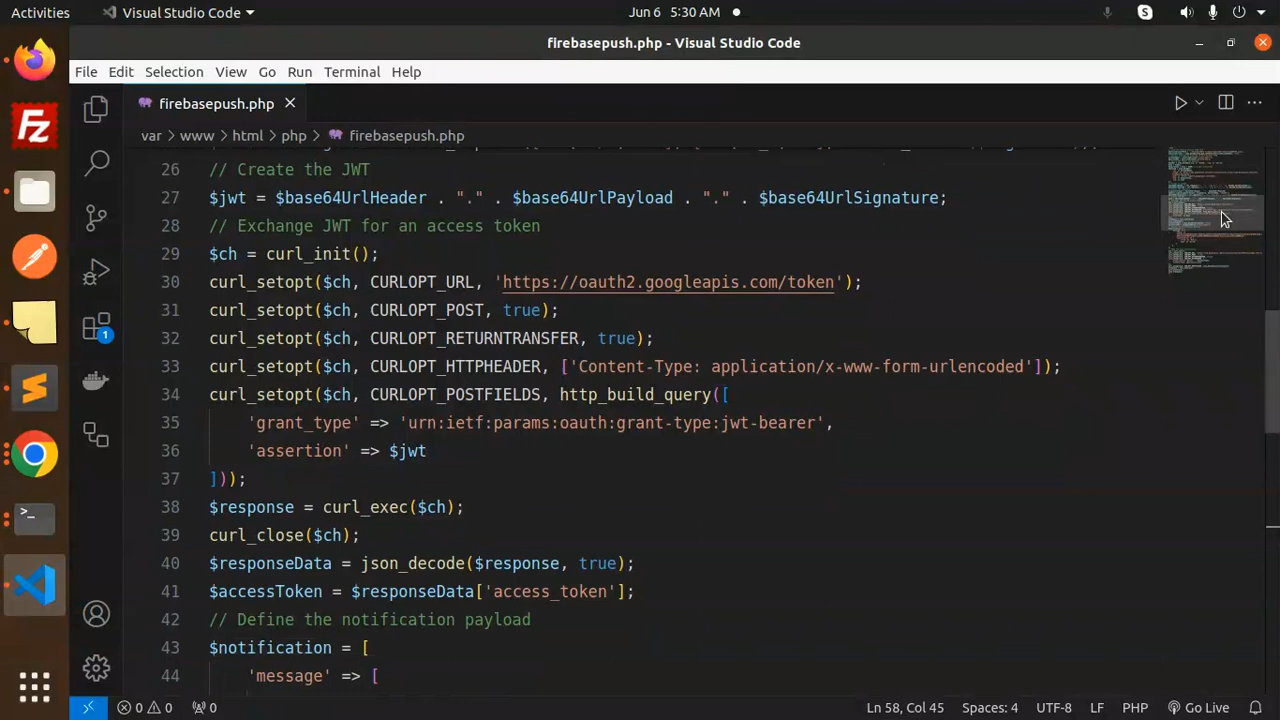 Activities
Visual Studio Code
Jun 6 5:30 AM
firebasepush.php - Visual Studio Code
File Edit Selection View Go Run Terminal Help
firebasepush.php
var > www > html > php > firebasepush.php
26 // Create the JWT
27 $jwt = $base64UrlHeader . "." . $base64UrlPayload . "." . $base64UrlSignature;
28 // Exchange JWT for an access token
29 $ch = curl_init();
30 curl_setopt($ch, CURLOPT_URL, 'https://oauth2.googleapis.com/token');
31 curl_setopt($ch, CURLOPT_POST, true);
32 curl_setopt($ch, CURLOPT_RETURNTRANSFER, true);
33 curl_setopt($ch, CURLOPT_HTTPHEADER, ['Content-Type: application/x-www-form-urlencoded']);
34 curl_setopt($ch, CURLOPT_POSTFIELDS, http_build_query([
35 'grant_type' => 'urn:ietf:params:oauth:grant-type:jwt-bearer',
36 'assertion' => $jwt
37 ]));
38 $response = curl_exec($ch);
39 curl_close($ch);
40 $responseData = json_decode($response, true);
41 $accessToken = $responseData['access_token'];
42 // Define the notification payload
43 $notification = [
44 'message' => [
Fz
S
1
0 0 0 Ln 58, Col 45 Spaces: 4 UTF-8 LF PHP Go Live